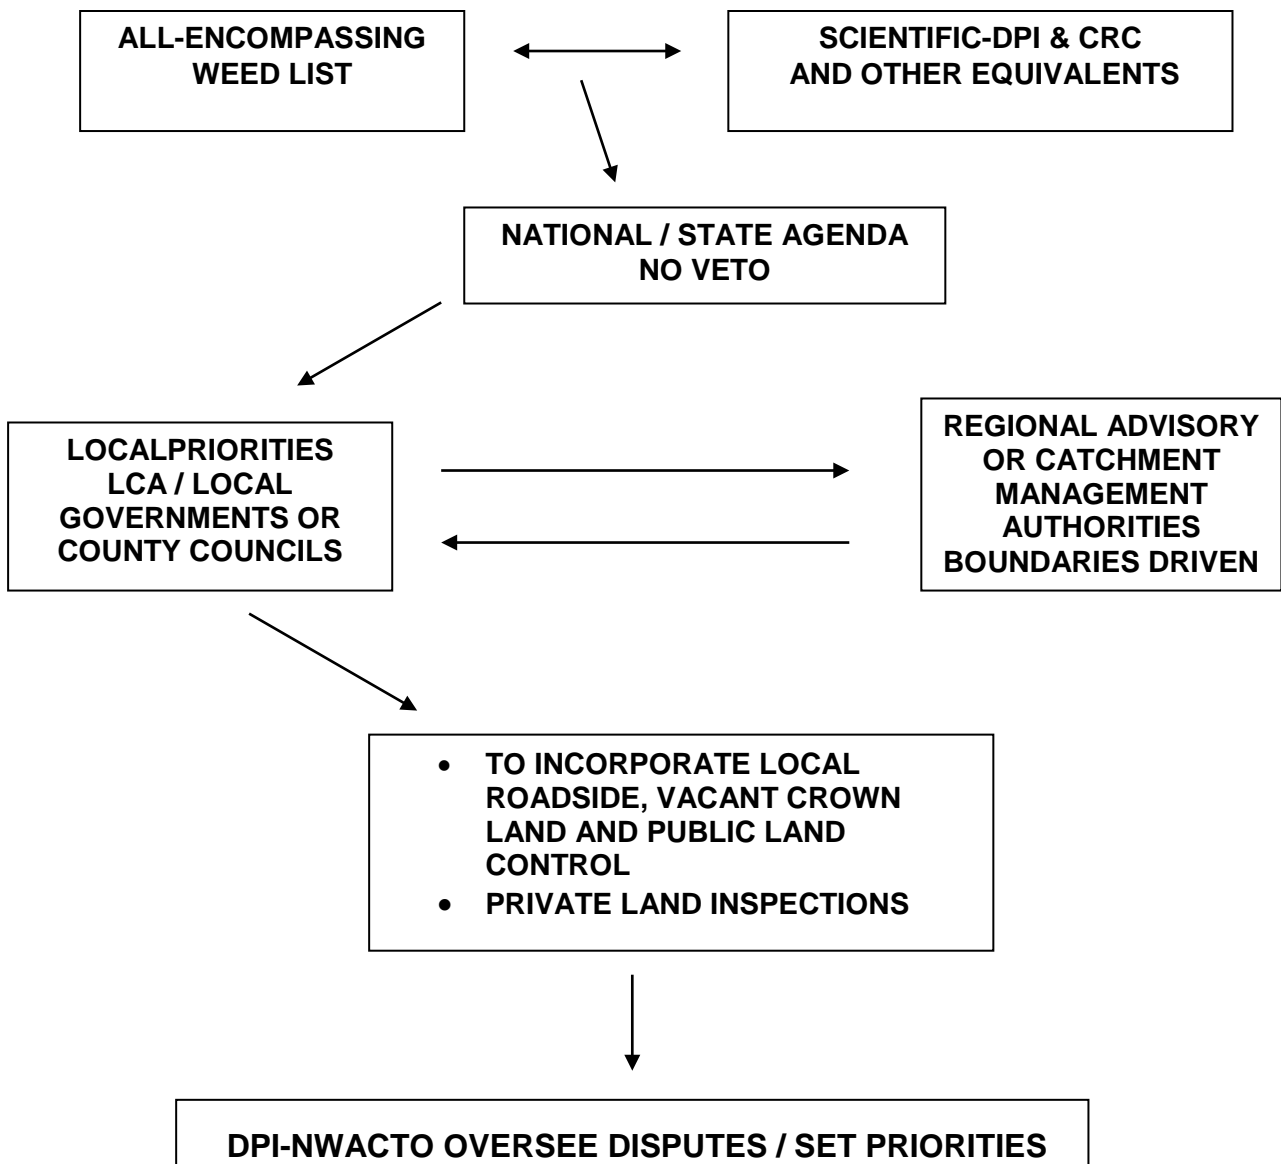 ALL-ENCOMPASSING
WEED LIST
SCIENTIFIC-DPI & CRC
AND OTHER EQUIVALENTS
NATIONAL / STATE AGENDA
NO VETO
LOCALPRIORITIES
LCA / LOCAL
GOVERNMENTS OR
COUNTY COUNCILS
REGIONAL ADVISORY
OR CATCHMENT
MANAGEMENT
AUTHORITIES
BOUNDARIES DRIVEN
• TO INCORPORATE LOCAL
ROADSIDE, VACANT CROWN
LAND AND PUBLIC LAND
CONTROL
• PRIVATE LAND INSPECTIONS
DPI-NWACTO OVERSEE DISPUTES / SET PRIORITIES